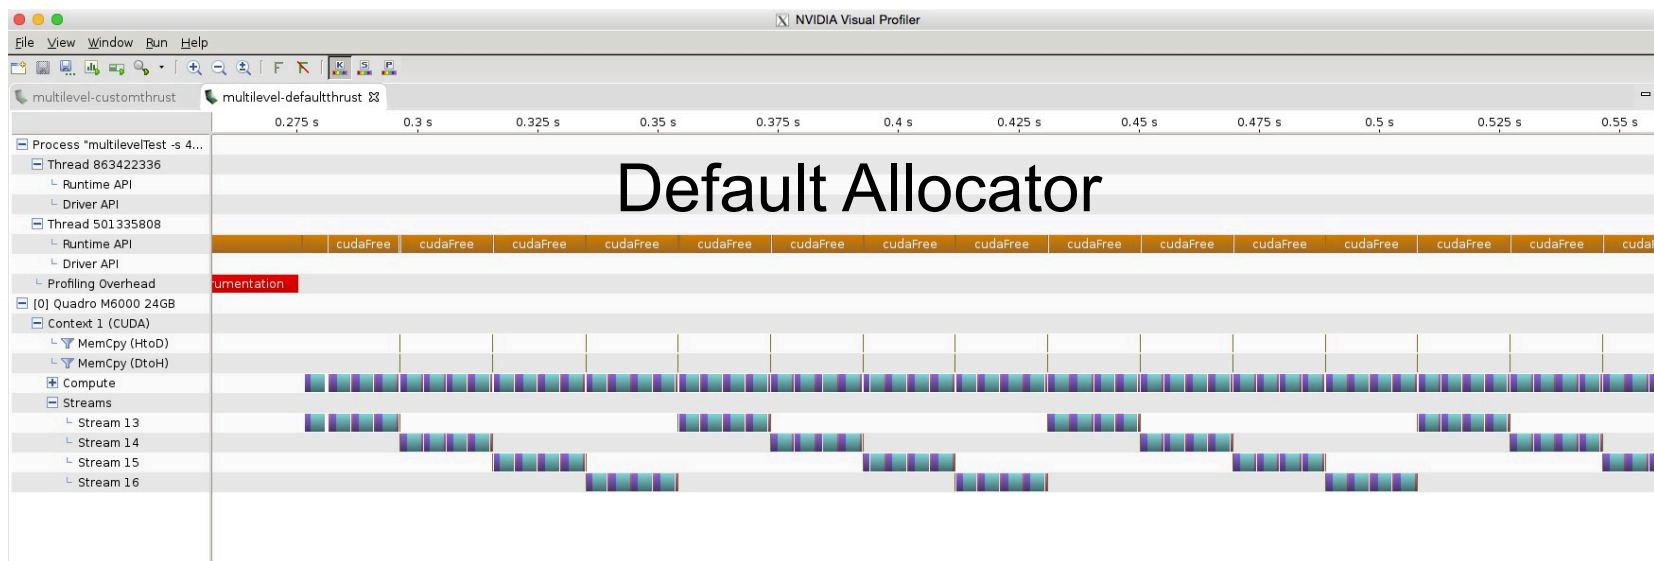 NVIDIA Visual Profiler
File View Window Run Help
multilevel-customthrust multilevel-defaultthrust
0.275 s 0.3 s 0.325 s 0.35 s 0.375 s 0.4 s 0.425 s 0.45 s 0.475 s 0.5 s 0.525 s 0.55 s
Process "multilevelTest -s 4...
Thread 863422336
Runtime API
Default Allocator
Driver API
Thread 501335808
Runtime API cudaFree cudaFree cudaFree cudaFree cudaFree cudaFree cudaFree cudaFree cudaFree cudaFree cudaFree cudaFree cudaFree cudaF
Driver API
Profiling Overhead umentation
[0] Quadro M6000 24GB
Context 1 (CUDA)
MemCpy (HtoD)
MemCpy (DtoH)
Compute
Streams
Stream 13
Stream 14
Stream 15
Stream 16